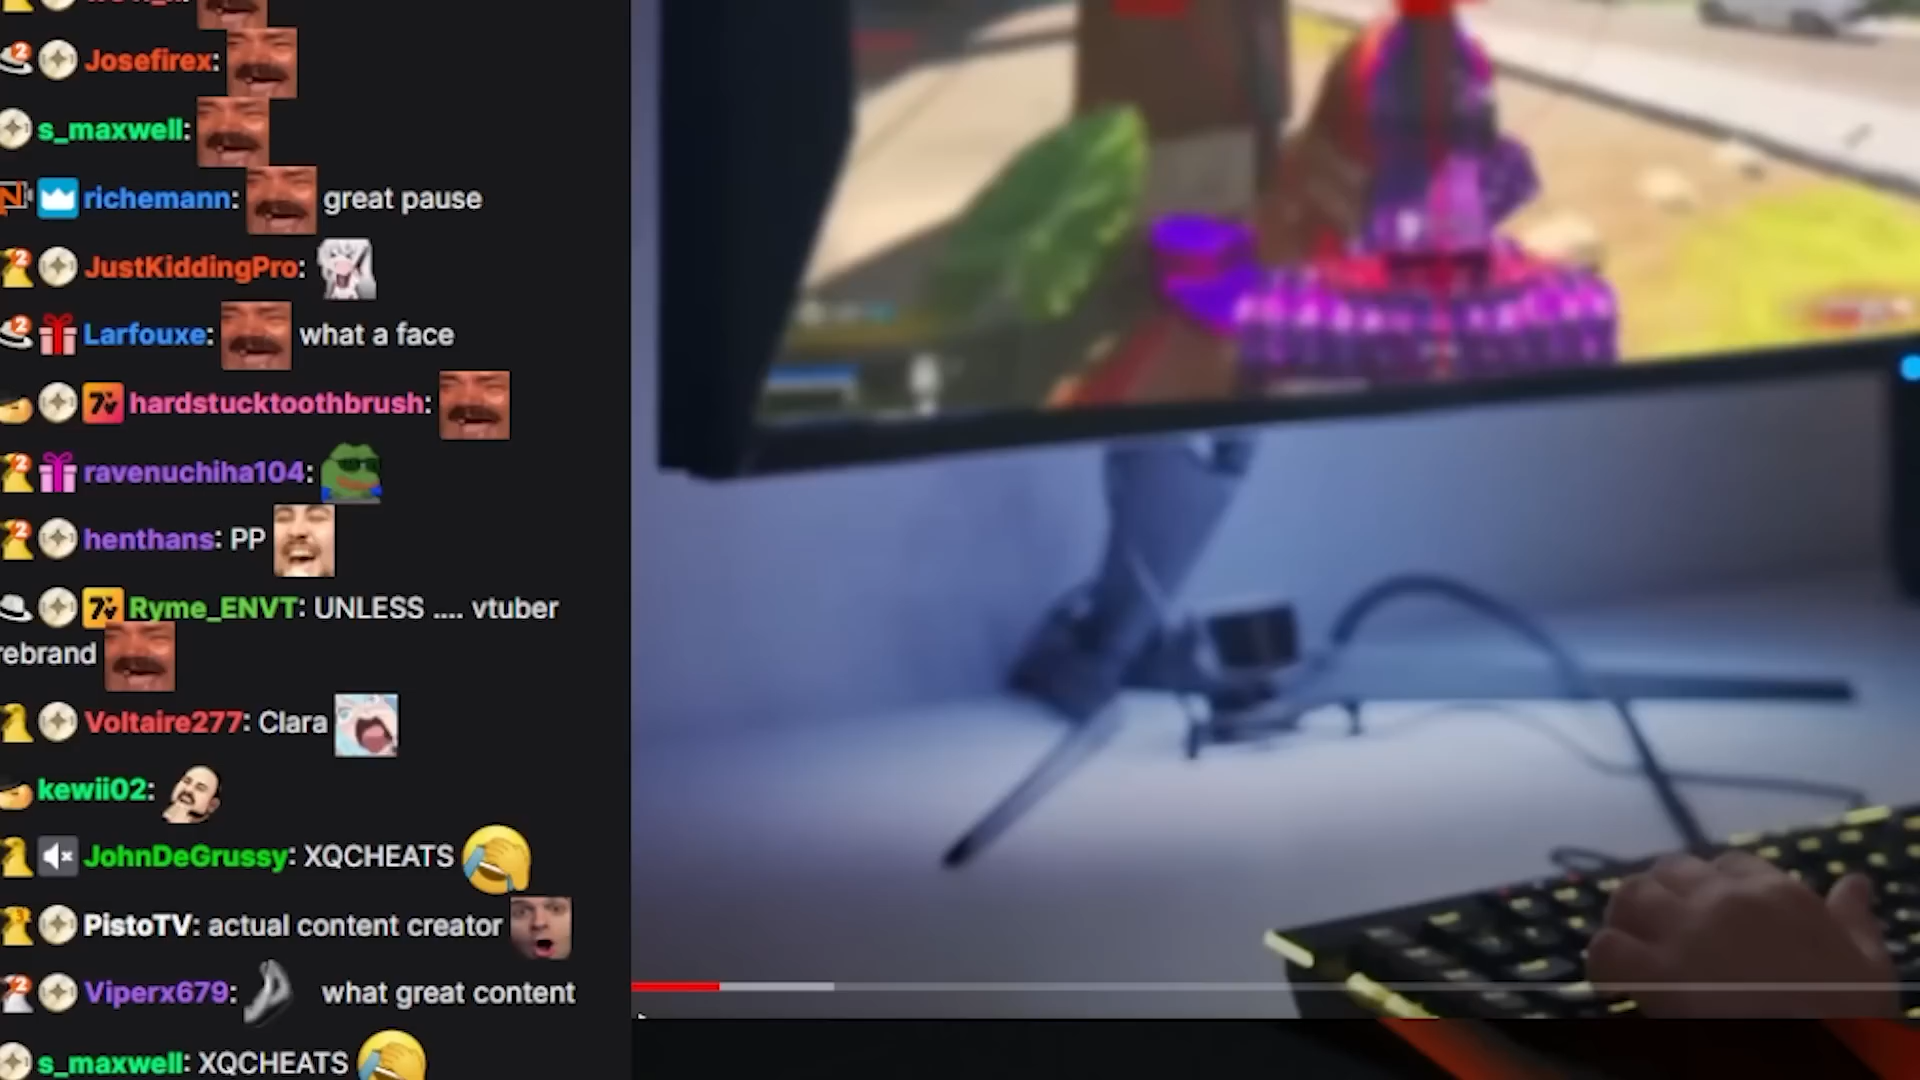 Josefirex:
s_maxwell:
richemann: great pause
JustKiddingPro:
Larfouxe: what a face
hardstucktoothbrush:
ravenuchiha104:
henthans: PP
Ryme_ENVT: UNLESS .... vtuber
rebrand
Voltaire277: Clara
kewii02:
JohnDeGrussy: XQCHEATS
PistoTV: actual content creator
Viperx679: what great content
s_maxwell: XQCHEATS